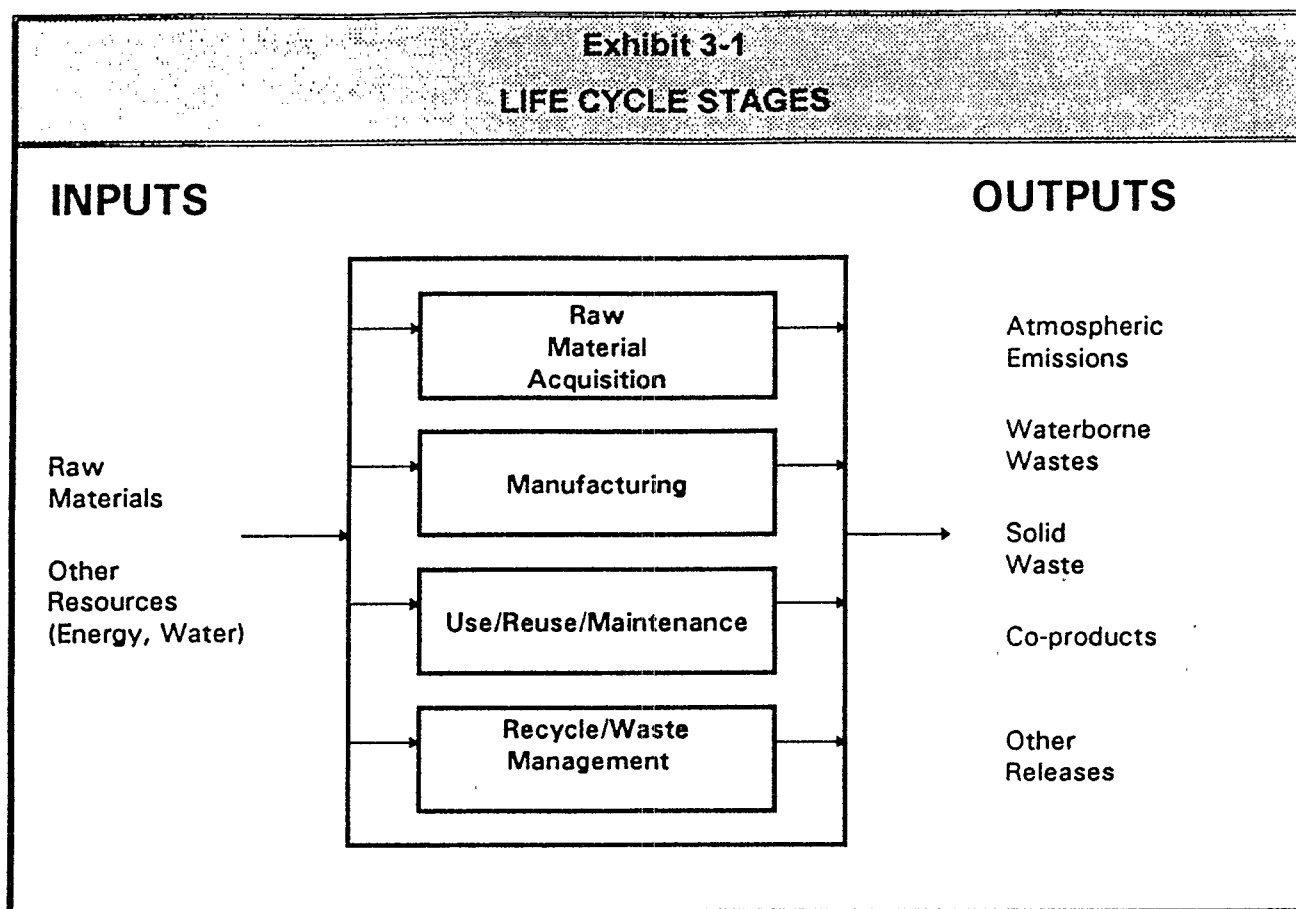 Exhibit 3-1
LIFE CYCLE STAGES
INPUTS
OUTPUTS
Raw
Materials
Other
Resources
(Energy, Water)
Raw
Material
Acquisition
Manufacturing
Use/Reuse/Maintenance
Recycle/Waste
Management
Atmospheric
Emissions
Waterborne
Wastes
Solid
Waste
Co-products
Other
Releases